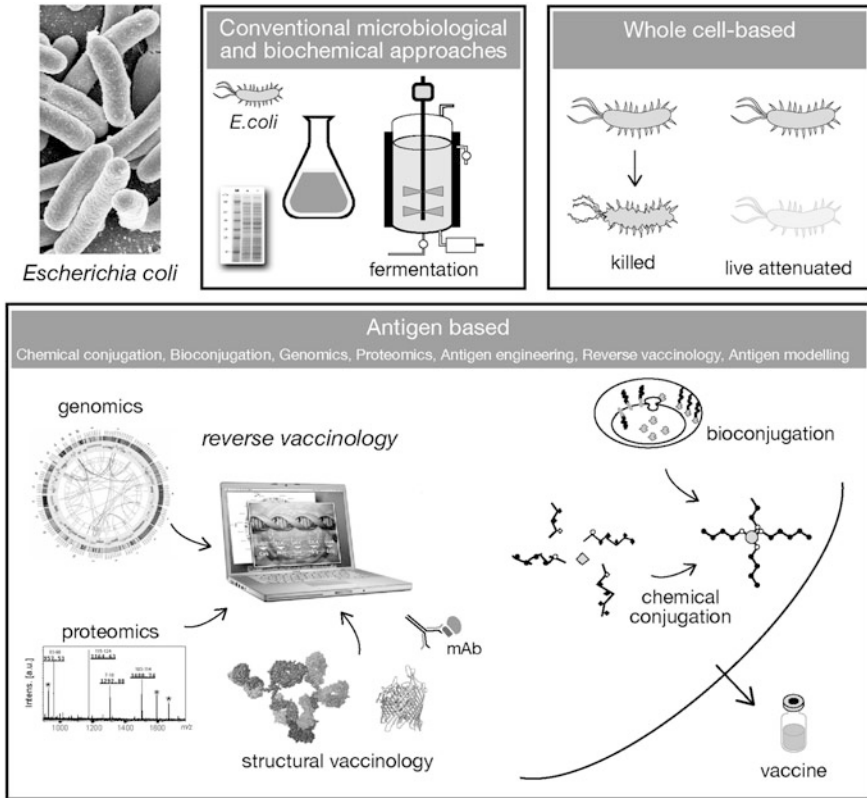 Conventional microbiological
and biochemical approaches
E.coli
fermentation
Escherichia coli
Whole cell-based
killed
live attenuated
Antigen based
Chemical conjugation, Bioconjugation, Genomics, Proteomics, Antigen engineering, Reverse vaccinology, Antigen modelling
genomics
reverse vaccinology
bioconjugation
chemical
conjugation
mAb
proteomics
Intens. [a.u.]
1000
1200
1400
1600
m/z
structural vaccinology
vaccine